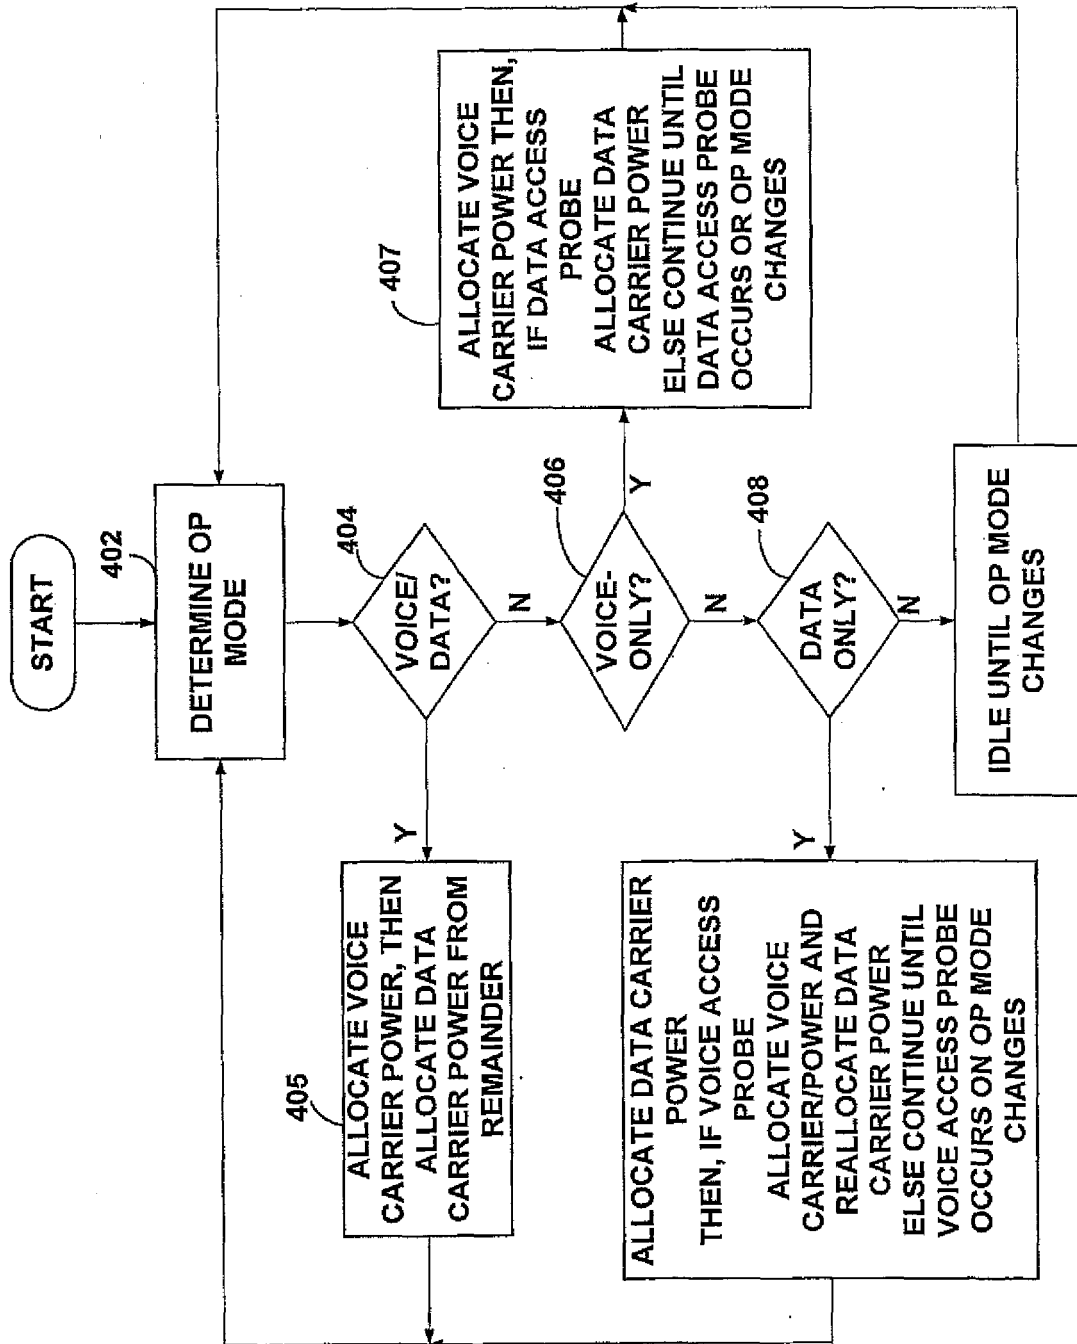 START
402
DETERMINE OP
MODE
404
VOICE/
DATA?
Y
N
405
ALLOCATE VOICE
CARRIER POWER, THEN
ALLOCATE DATA
CARRIER POWER FROM
REMAINDER
406
VOICE-
ONLY?
Y
N
407
ALLOCATE VOICE
CARRIER POWER THEN,
IF DATA ACCESS
PROBE
ALLOCATE DATA
CARRIER POWER
ELSE CONTINUE UNTIL
DATA ACCESS PROBE
OCCURS OR OP MODE
CHANGES
408
DATA
ONLY?
Y
N
ALLOCATE DATA CARRIER
POWER
THEN, IF VOICE ACCESS
PROBE
ALLOCATE VOICE
CARRIER/POWER AND
REALLOCATE DATA
CARRIER POWER
ELSE CONTINUE UNTIL
VOICE ACCESS PROBE
OCCURS ON OP MODE
CHANGES
IDLE UNTIL OP MODE
CHANGES